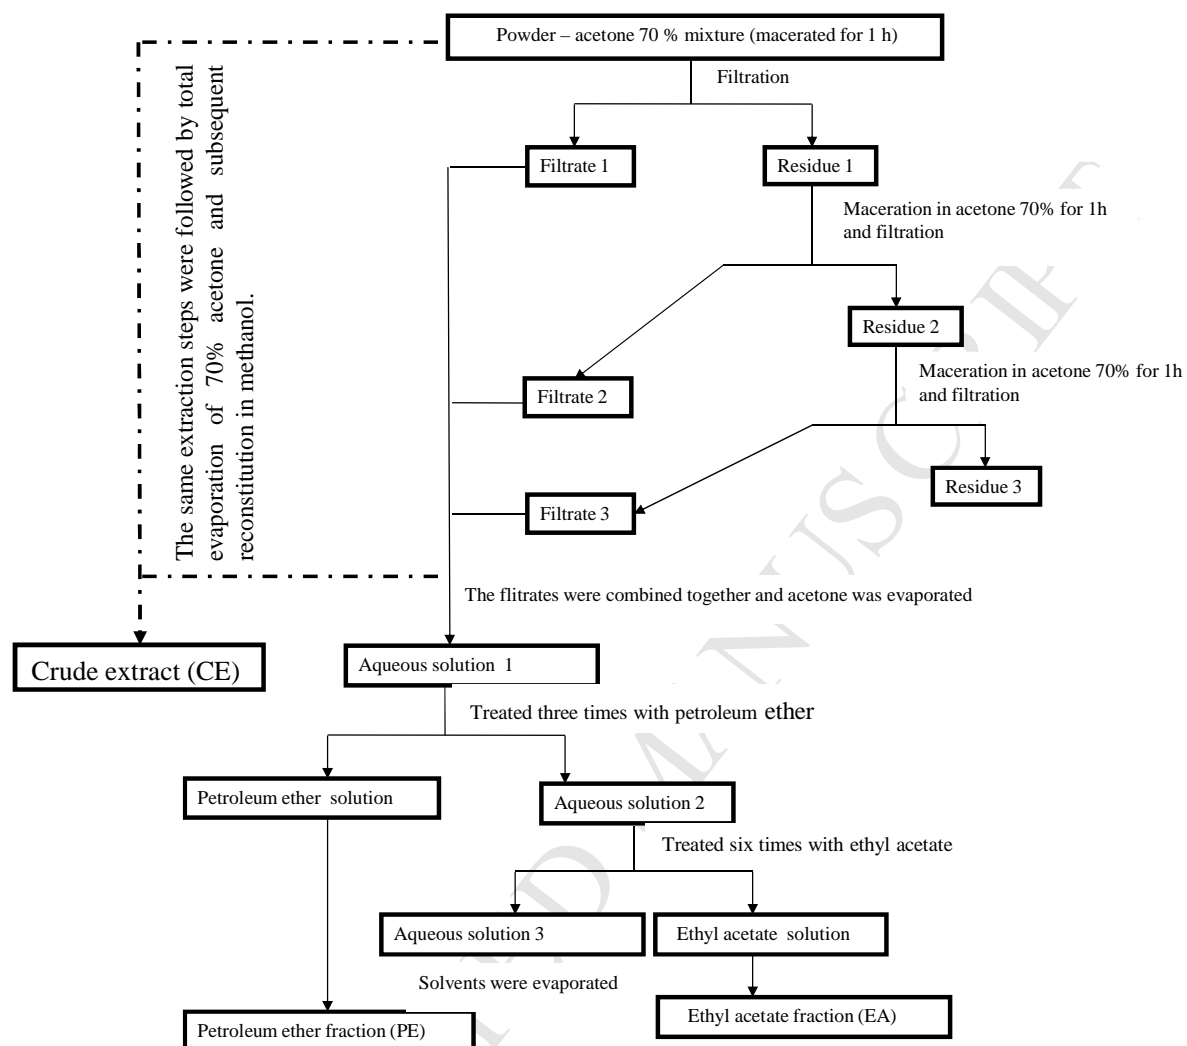 Powder – acetone 70 % mixture (macerated for 1 h)
Filtration
The same extraction steps were followed by total
evaporation of 70% acetone and subsequent
reconstitution in methanol.
Filtrate 1
Residue 1
Maceration in acetone 70% for 1h
and filtration
Residue 2
Maceration in acetone 70% for 1h
and filtration
Filtrate 2
Residue 3
Filtrate 3
The flitrates were combined together and acetone was evaporated
Crude extract (CE)
Aqueous solution 1
Treated three times with petroleum ether
Petroleum ether solution
Aqueous solution 2
Treated six times with ethyl acetate
Aqueous solution 3
Ethyl acetate solution
Solvents were evaporated
Ethyl acetate fraction (EA)
Petroleum ether fraction (PE)